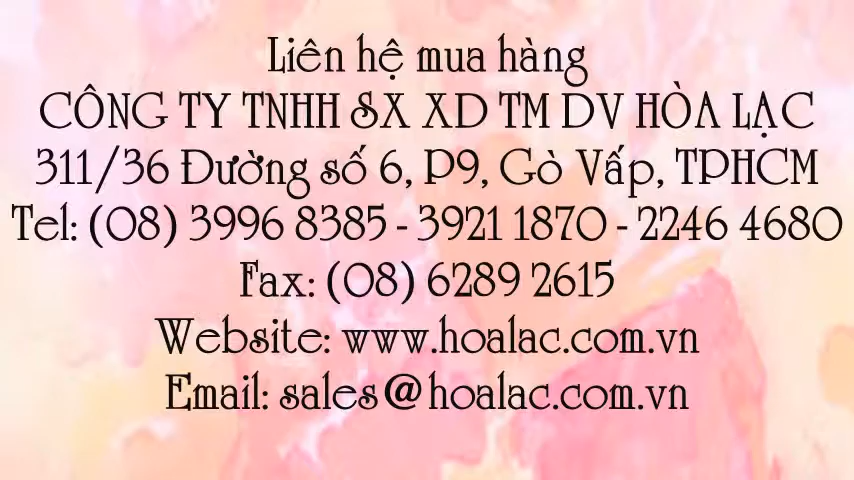 Liên hệ mua hàng
CÔNG TY TNHH SX XD TM DV HÒA LẠC
311/36 Đường số 6, P9, Gò Vấp, TPHCM
Tel: (08) 3996 8385 - 3921 1870 - 2246 4680
Fax: (08) 6289 2615
Website: www.hoalac.com.vn
Email: sales@hoalac.com.vn